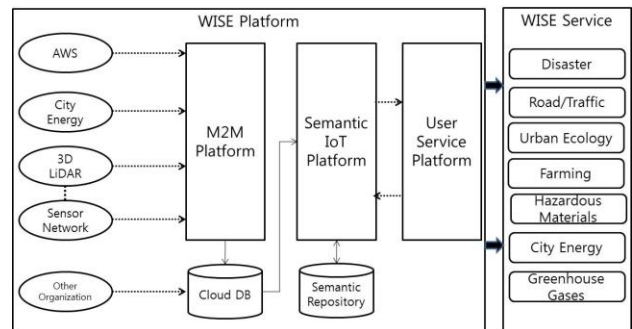 WISE Platform
WISE Service
AWS
City
Energy
3D
LiDAR
Sensor
Network
Other
Organization
M2M
Platform
Cloud DB
Semantic
IoT
Platform
Semantic
Repository
User
Service
Platform
Disaster
Road/Traffic
Urban Ecology
Farming
Hazardous
Materials
City Energy
Greenhouse
Gases